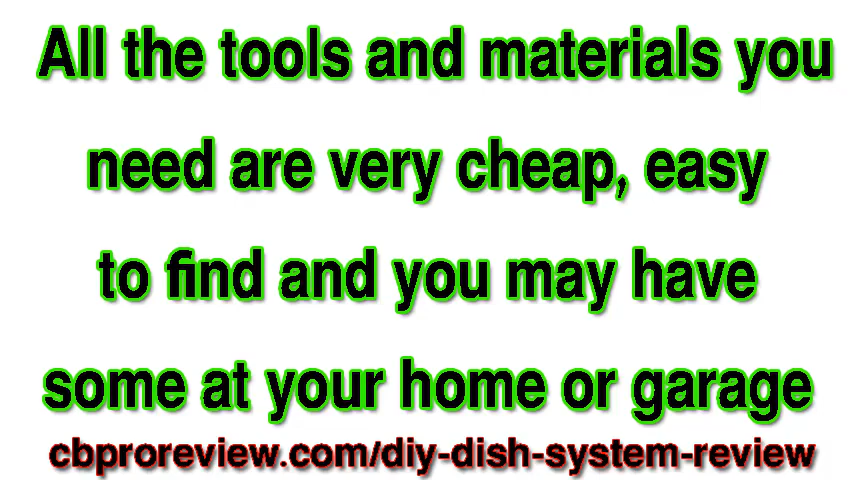 All the tools and materials you
need are very cheap, easy
to find and you may have
some at your home or garage
cbproreview.com/diy-dish-system-review